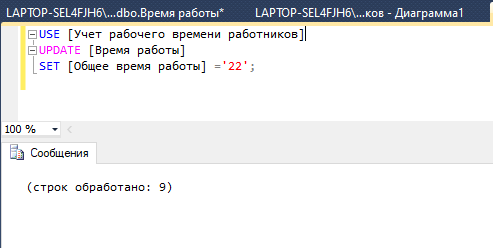 LAPTOP-SEL4FJH6\...dbo.Время работы* LAPTOP-SEL4FJH6\...ков - Диаграмма1
USE [Учет рабочего времени работников]
UPDATE [Время работы]
SET [Общее время работы] ='22';
100 %
Сообщения
(строк обработано: 9)